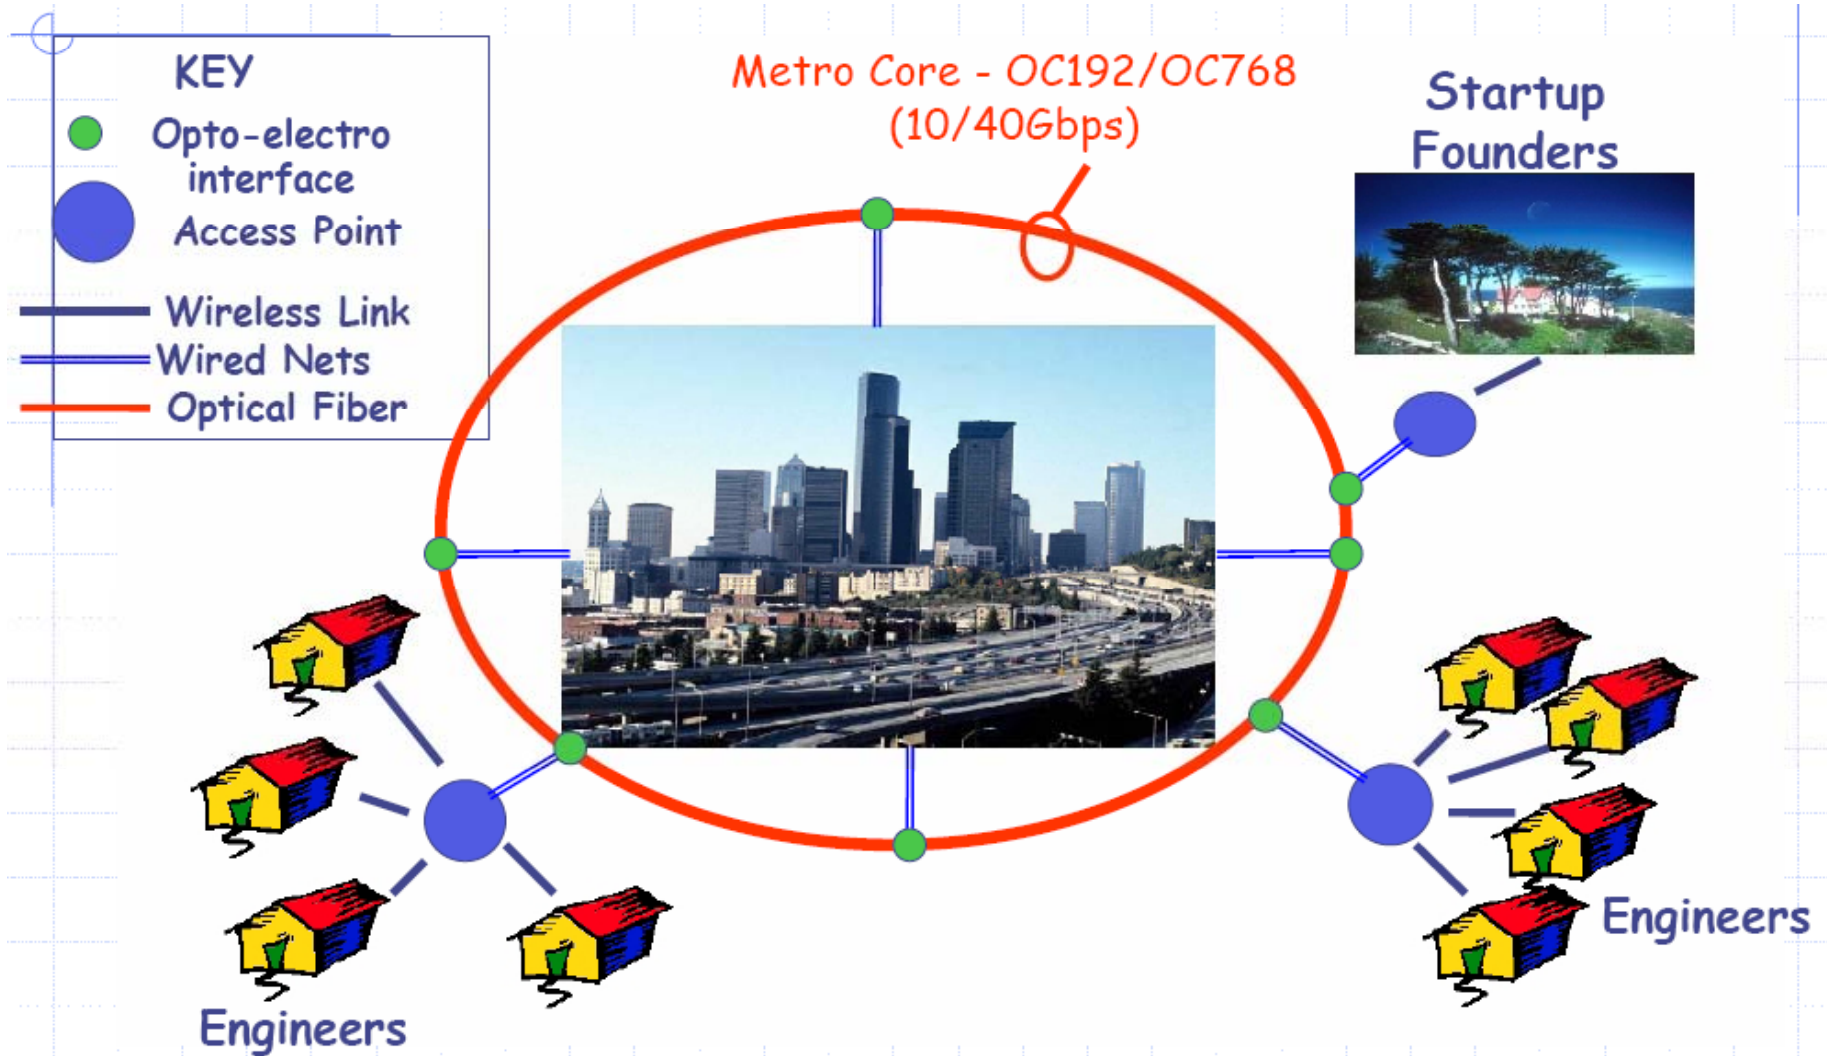 KEY
Opto-electro
interface
Access Point
Wireless Link
Wired Nets
Optical Fiber
Metro Core - OC192/OC768
(10/40Gbps)
Startup
Founders
Engineers
Engineers